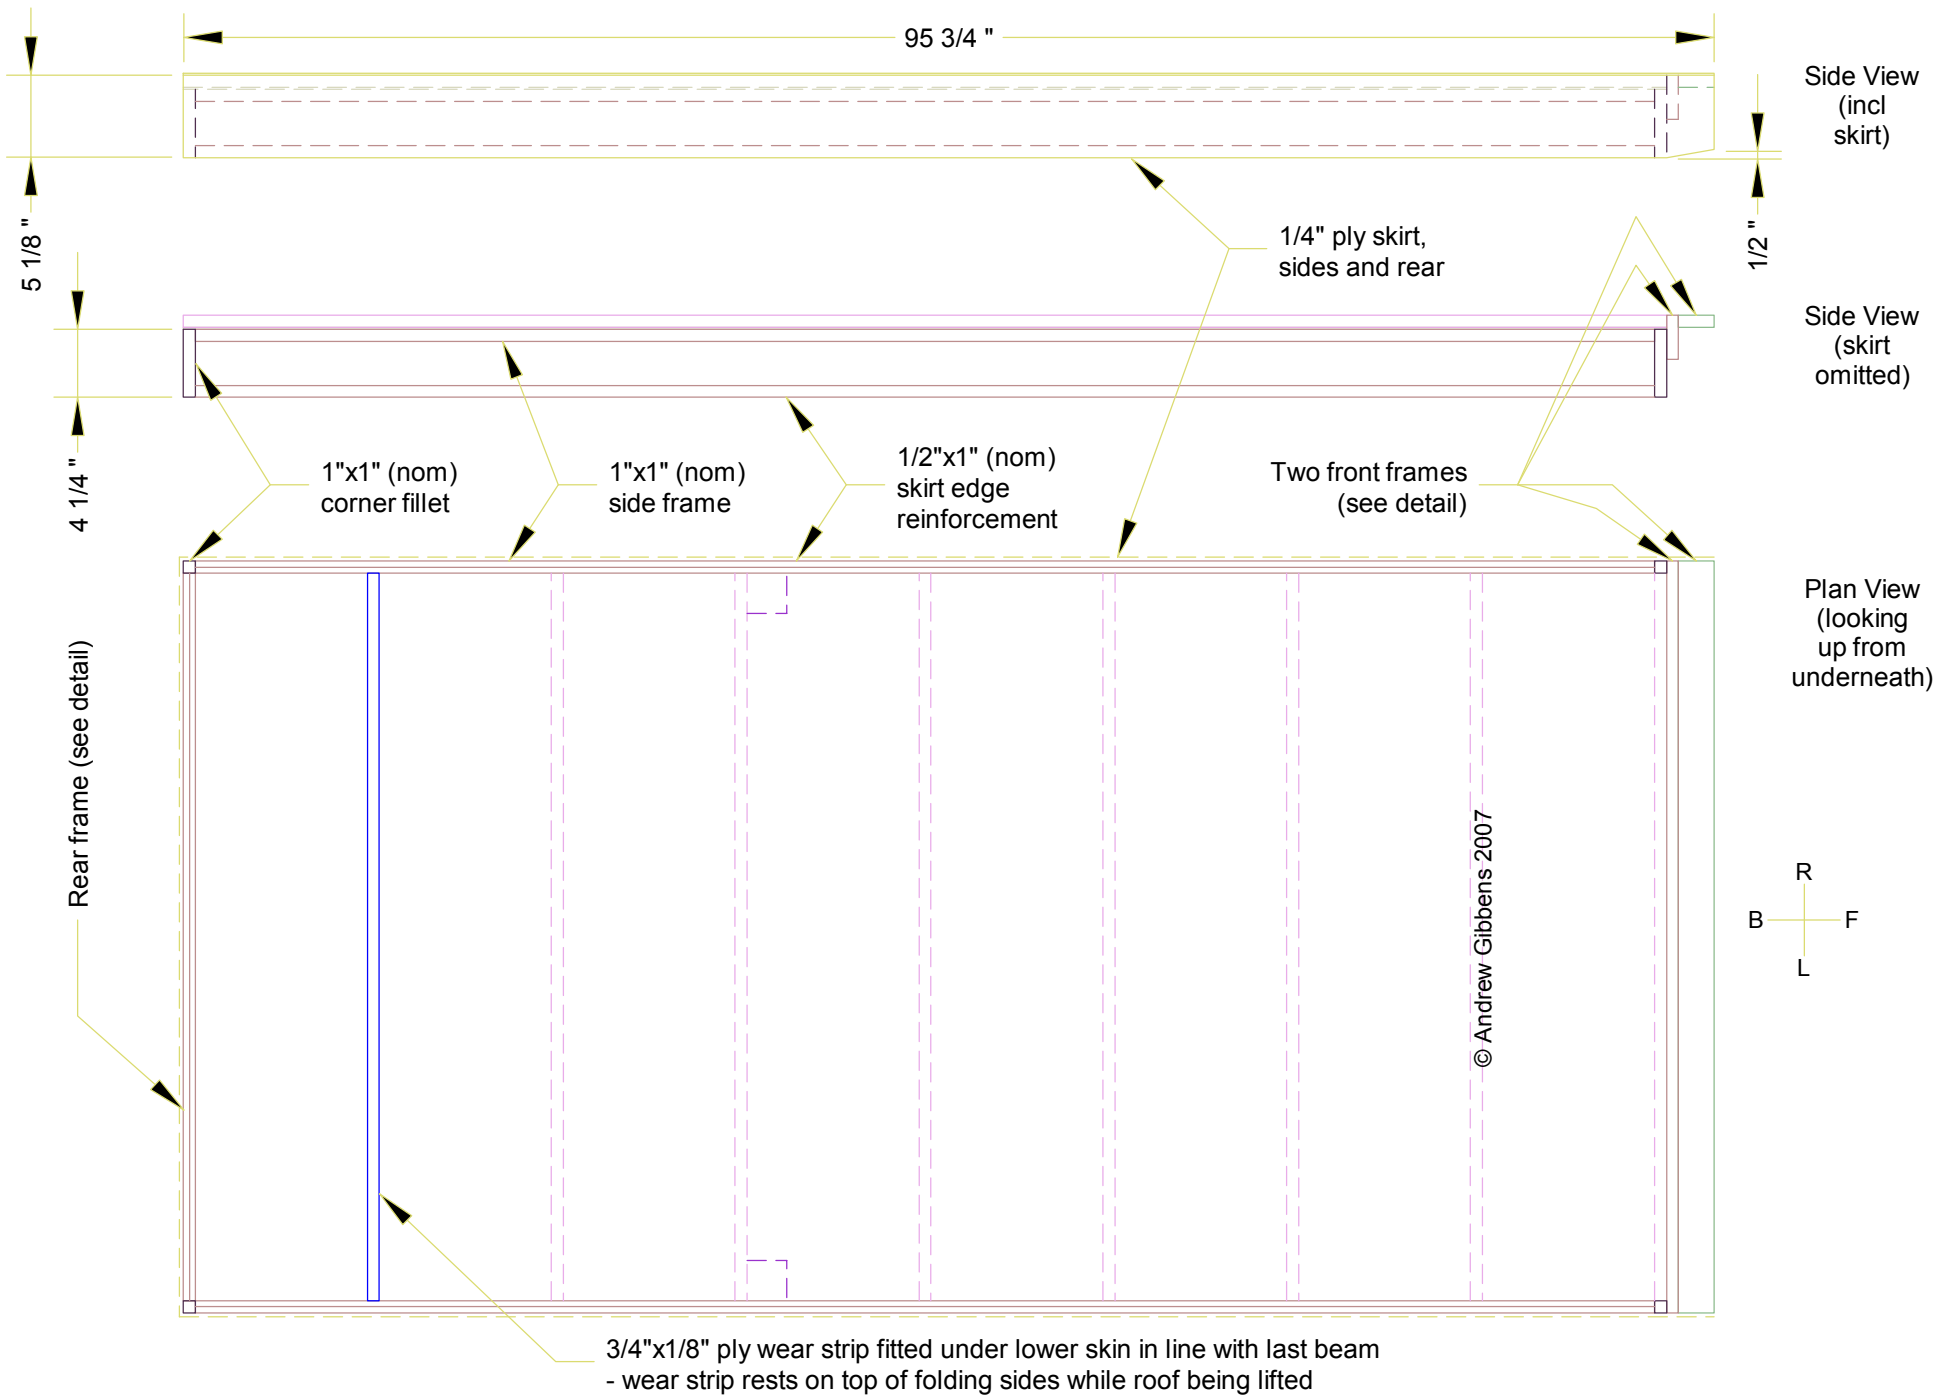 95 3/4 "
Side View
(incl
skirt)
5 1/8 "
1/2 "
1/4" ply skirt,
sides and rear
Side View
(skirt
omitted)
4 1/4 "
1"x1" (nom)
corner fillet
1"x1" (nom)
side frame
1/2"x1" (nom)
skirt edge
reinforcement
Two front frames
(see detail)
Plan View
(looking
up from
underneath)
Rear frame (see detail)
© Andrew Gibbens 2007
R
B
F
L
3/4"x1/8" ply wear strip fitted under lower skin in line with last beam
- wear strip rests on top of folding sides while roof being lifted